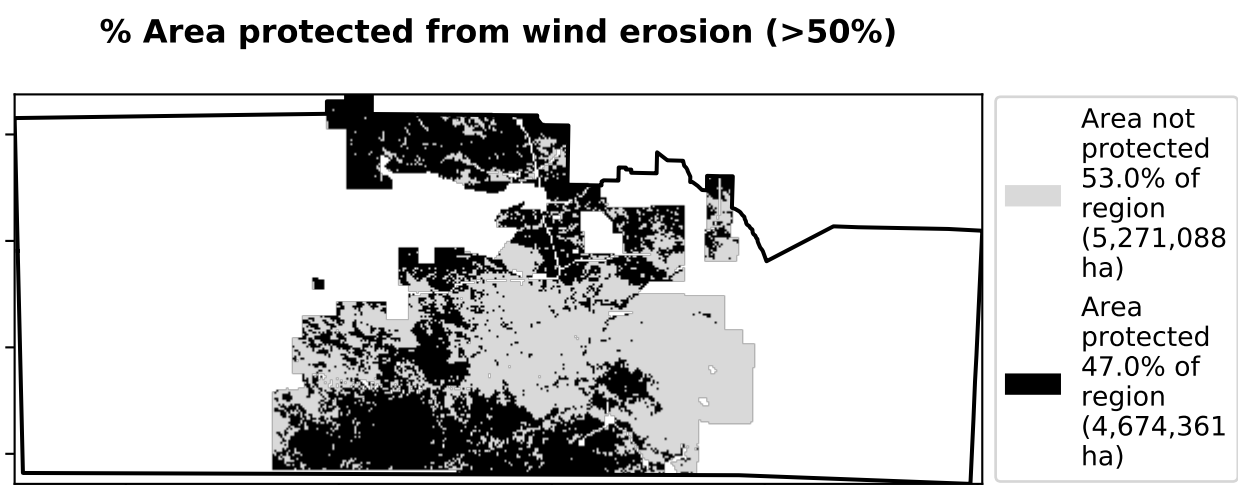 % Area protected from wind erosion (>50%)
Area not
protected
53.0% of
region
(5,271,088
ha)
Area
protected
47.0% of
region
(4,674,361
ha)